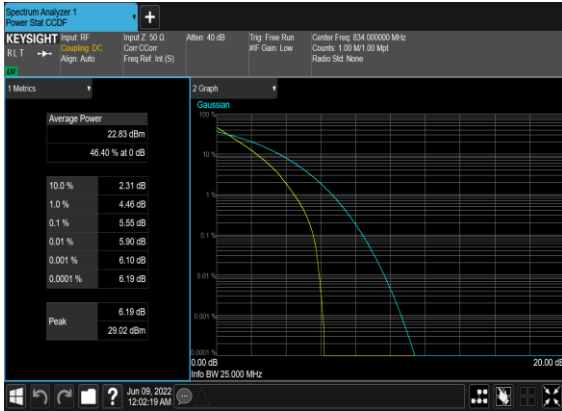 Spectrum Analyzer 1
Power Stat CCDF
+
KEYSIGHT
RLT
Input: RF
Coupling: DC
Align: Auto
Input Z: 50 Ω
Corr CCorr
Freq Ref: Int (S)
Atten: 40 dB
Trig: Free Run
#IF Gain: Low
Center Freq: 834.000000 MHz
Counts: 1.00 M/1.00 Mpt
Radio Std: None
1 Metrics
Average Power
22.83 dBm
46.40 % at 0 dB
10.0 % 2.31 dB
1.0 % 4.46 dB
0.1 % 5.55 dB
0.01 % 5.90 dB
0.001 % 6.10 dB
0.0001 % 6.19 dB
Peak
6.19 dB
29.02 dBm
2 Graph
Gaussian
100 %
10 %
1 %
0.1 %
0.01 %
0.001 %
0.0001 %
0.00 dB
20.00 dB
Info BW 25.000 MHz
?
Jun 09, 2022
12:02:19 AM